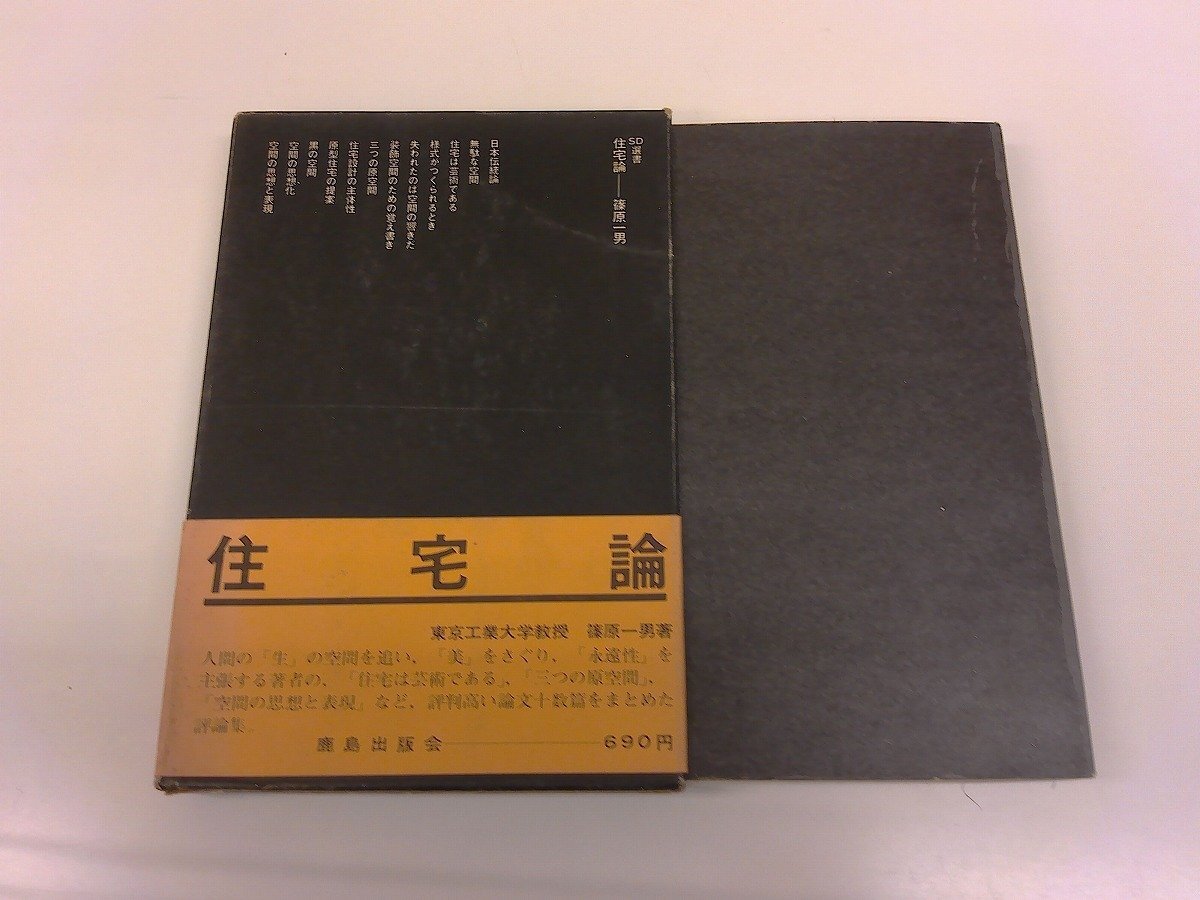 SD選書
住宅論——篠原一男
日本伝統論
無駄な空間
住宅は芸術である
様式がつくられるとき
失われたのは空間の響きだ
装飾空間のための覚え書き
三つの原空間
住宅設計の主体性
原型住宅の提案
黒の空間
空間の思想化
空間の思想と表現
住宅論
東京工業大学教授 篠原一男著
人間の「生」の空間を追い，「美」をさぐり，「永遠性」を
主張する著者の，「住宅は芸術である」，「三つの原空間」，
「空間の思想と表現」など，評判高い論文十数篇をまとめた
評論集．
鹿島出版会————690円